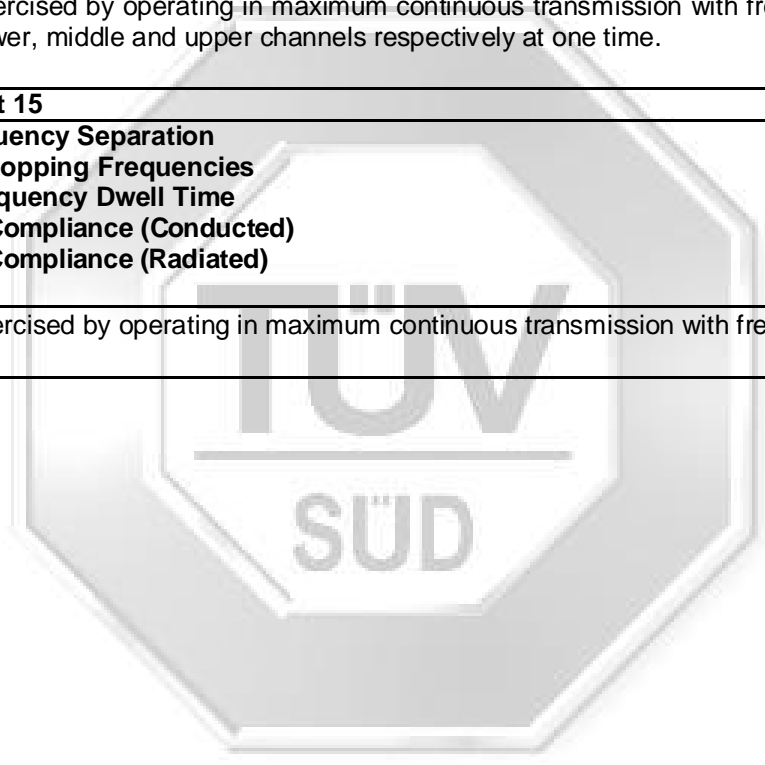 ercised by operating in maximum continuous transmission with fre
wer, middle and upper channels respectively at one time.
t 15
uency Separation
opping Frequencies
quency Dwell Time
Compliance (Conducted)
Compliance (Radiated)
ercised by operating in maximum continuous transmission with fre
TÜV
SÜD